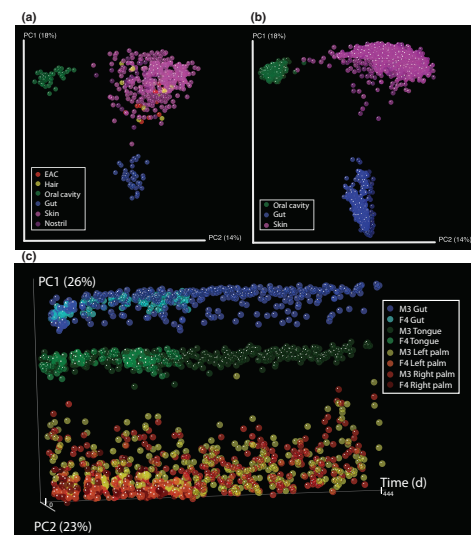 (a)
PC1 (18%)
EAC
Hair
Oral cavity
Gut
Skin
Nostril
PC2 (14%)
(b)
PC1 (18%)
Oral cavity
Gut
Skin
PC2 (14%)
(c)
PC1 (26%)
M3 Gut
F4 Gut
M3 Tongue
F4 Tongue
M3 Left palm
F4 Left palm
M3 Right palm
F4 Right palm
Time (d)
0
444
PC2 (23%)